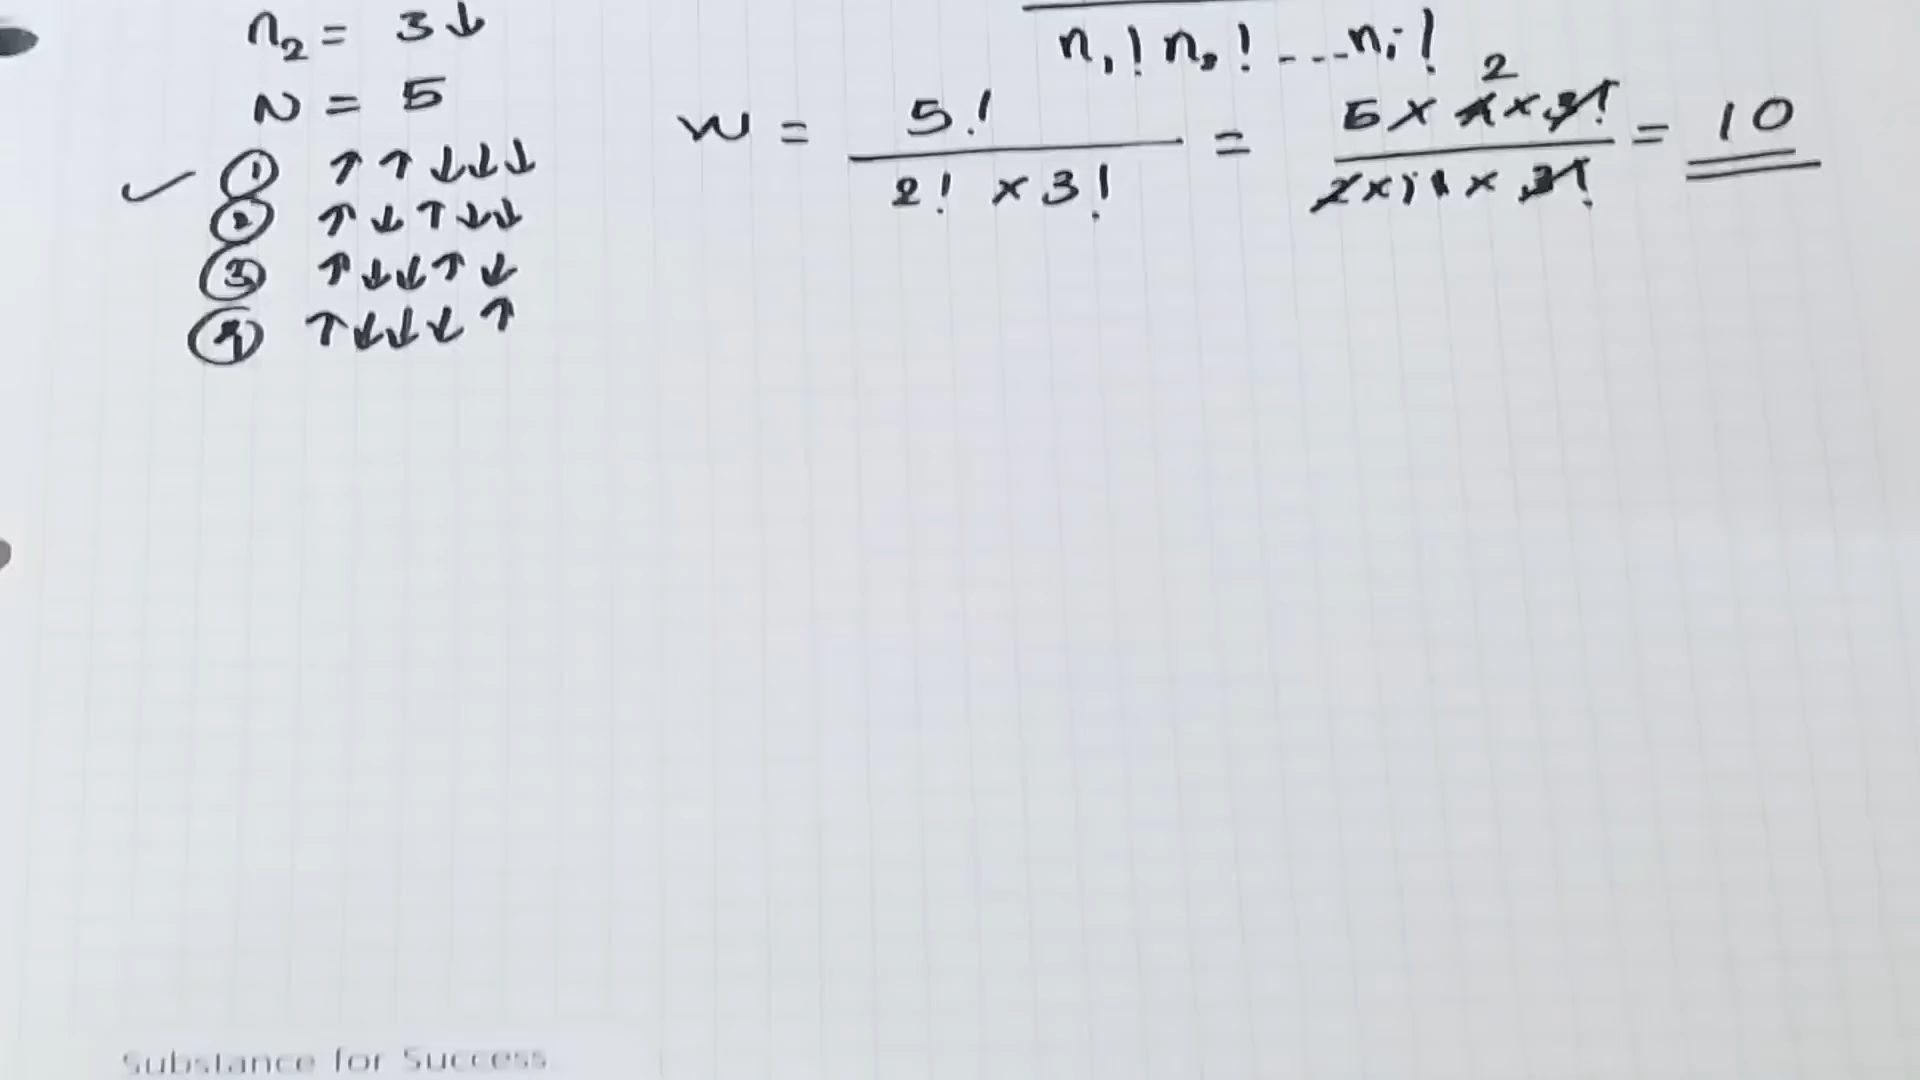 n₂ = 3↓
n₁! n₂! ---nᵢ!
N = 5
W = 5! / 2! × 3! = 5 × 4 × 3! / 2 × 1 × 3! = 10
2
① ↑ ↑ ↓ ↓ ↓
② ↑ ↓ ↑ ↓ ↓
③ ↑ ↓ ↓ ↑ ↓
④ ↑ ↓ ↓ ↓ ↑
Substance for Success